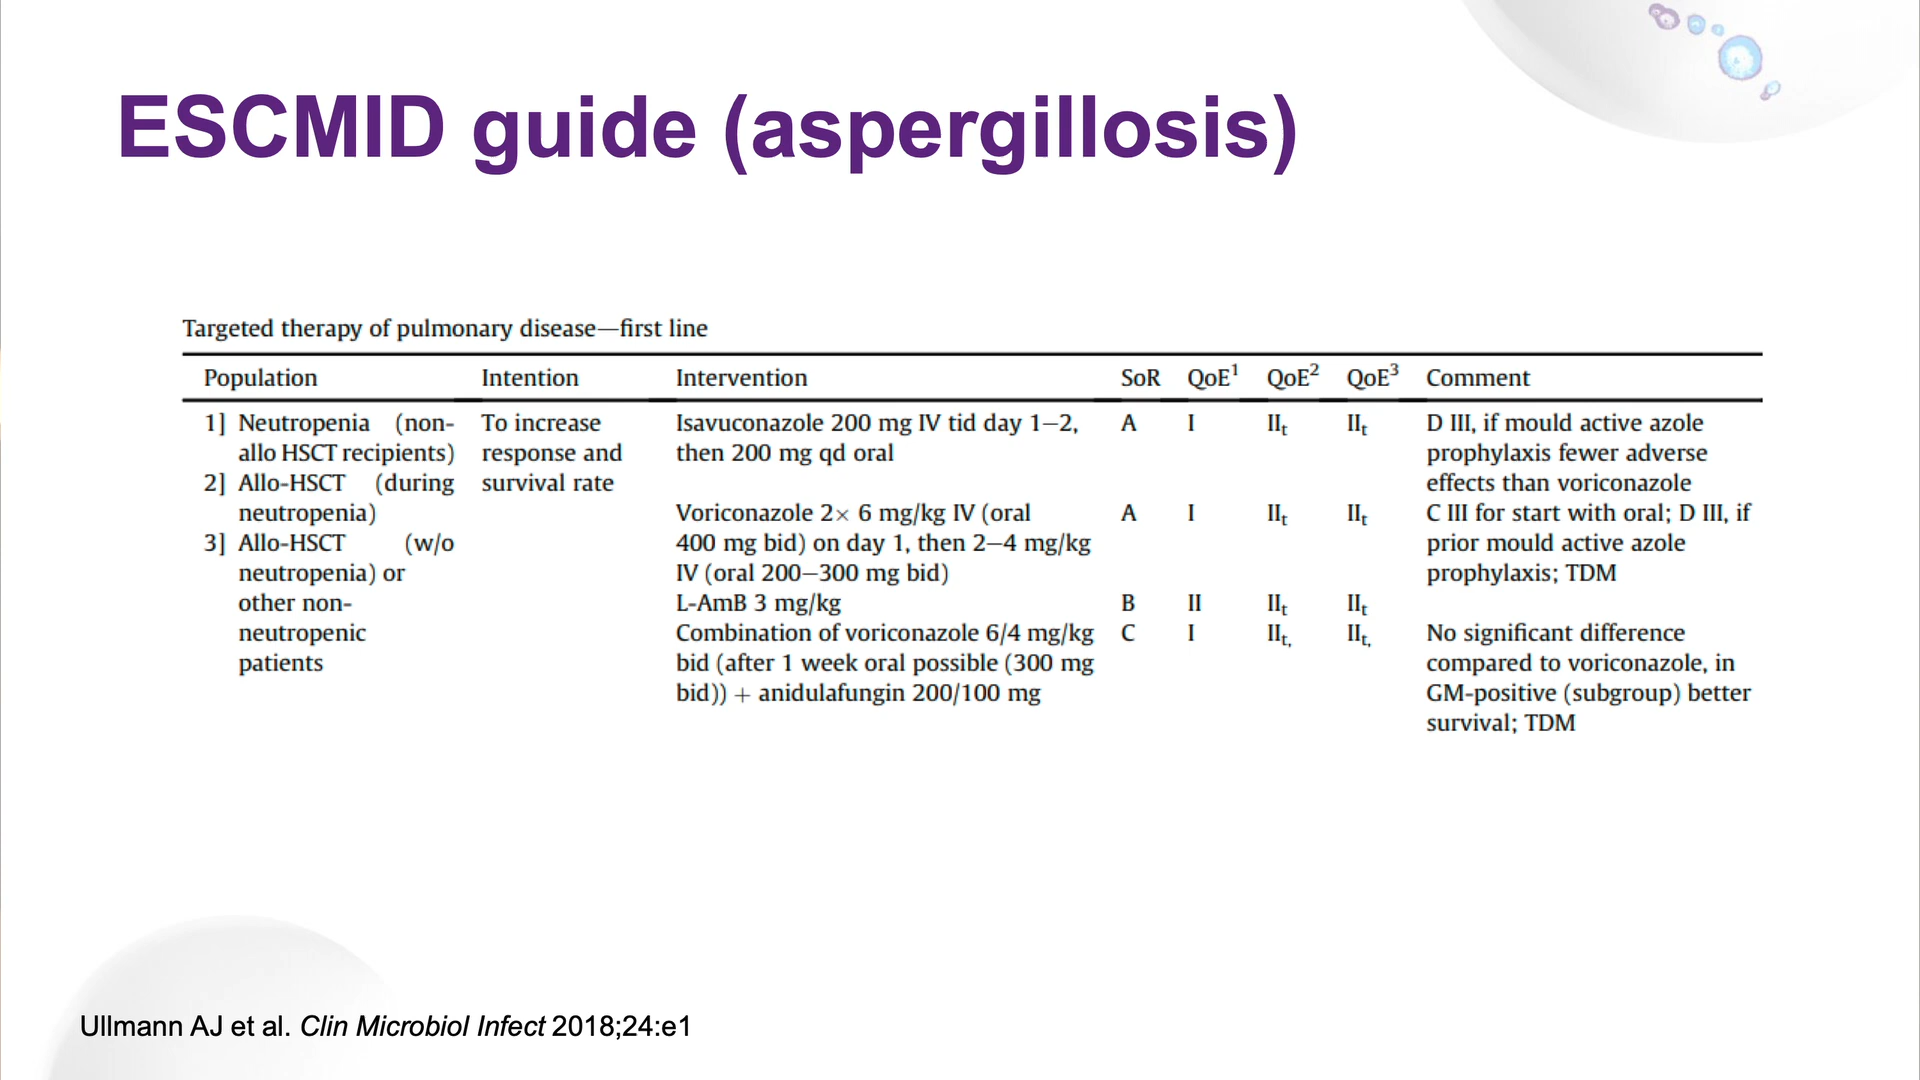 ESCMID guide (aspergillosis)
Targeted therapy of pulmonary disease—first line
Population Intention Intervention SoR QoE¹ QoE² QoE³ Comment
1] Neutropenia (non- To increase Isavuconazole 200 mg IV tid day 1–2, A I IIt IIt D III, if mould active azole
allo HSCT recipients) response and then 200 mg qd oral prophylaxis fewer adverse
2] Allo-HSCT (during survival rate effects than voriconazole
neutropenia) Voriconazole 2× 6 mg/kg IV (oral A I IIt IIt C III for start with oral; D III, if
3] Allo-HSCT (w/o 400 mg bid) on day 1, then 2–4 mg/kg prior mould active azole
neutropenia) or IV (oral 200–300 mg bid) prophylaxis; TDM
other non- L-AmB 3 mg/kg B II IIt IIt
neutropenic Combination of voriconazole 6/4 mg/kg C I IIt, IIt, No significant difference
patients bid (after 1 week oral possible (300 mg compared to voriconazole, in
bid)) + anidulafungin 200/100 mg GM-positive (subgroup) better
survival; TDM
Ullmann AJ et al. Clin Microbiol Infect 2018;24:e1